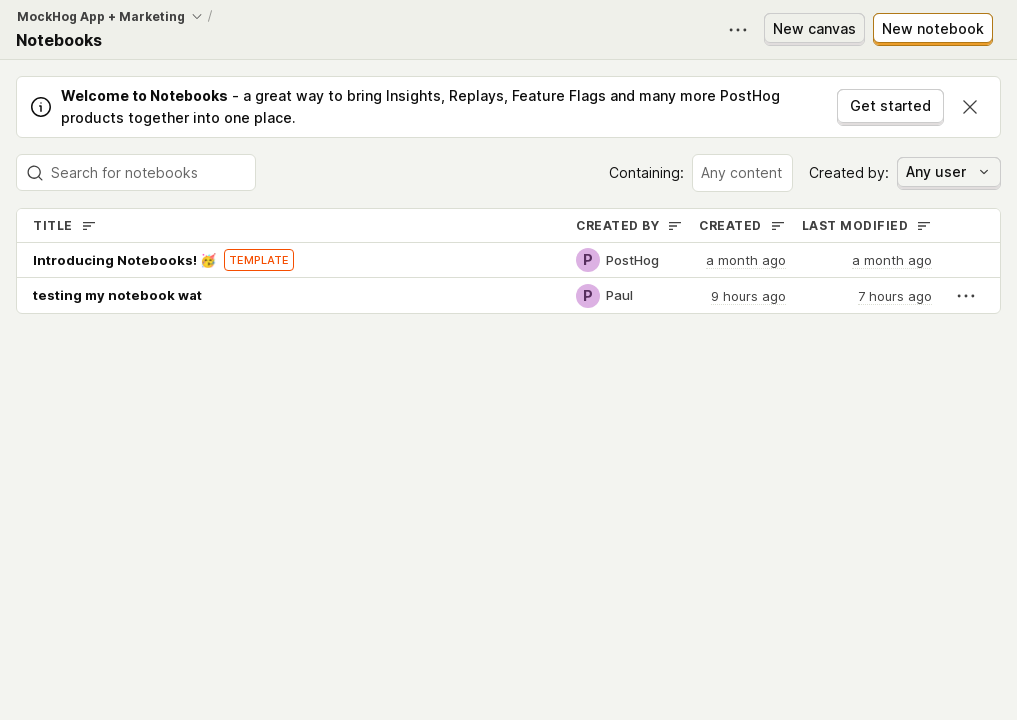 MockHog App + Marketing /
Notebooks
New canvas
New notebook
Welcome to Notebooks - a great way to bring Insights, Replays, Feature Flags and many more PostHog
products together into one place.
Get started
Search for notebooks
Containing:
Any content
Created by:
Any user
TITLE CREATED BY CREATED LAST MODIFIED
Introducing Notebooks! 🥳 TEMPLATE P PostHog a month ago a month ago
testing my notebook wat P Paul 9 hours ago 7 hours ago